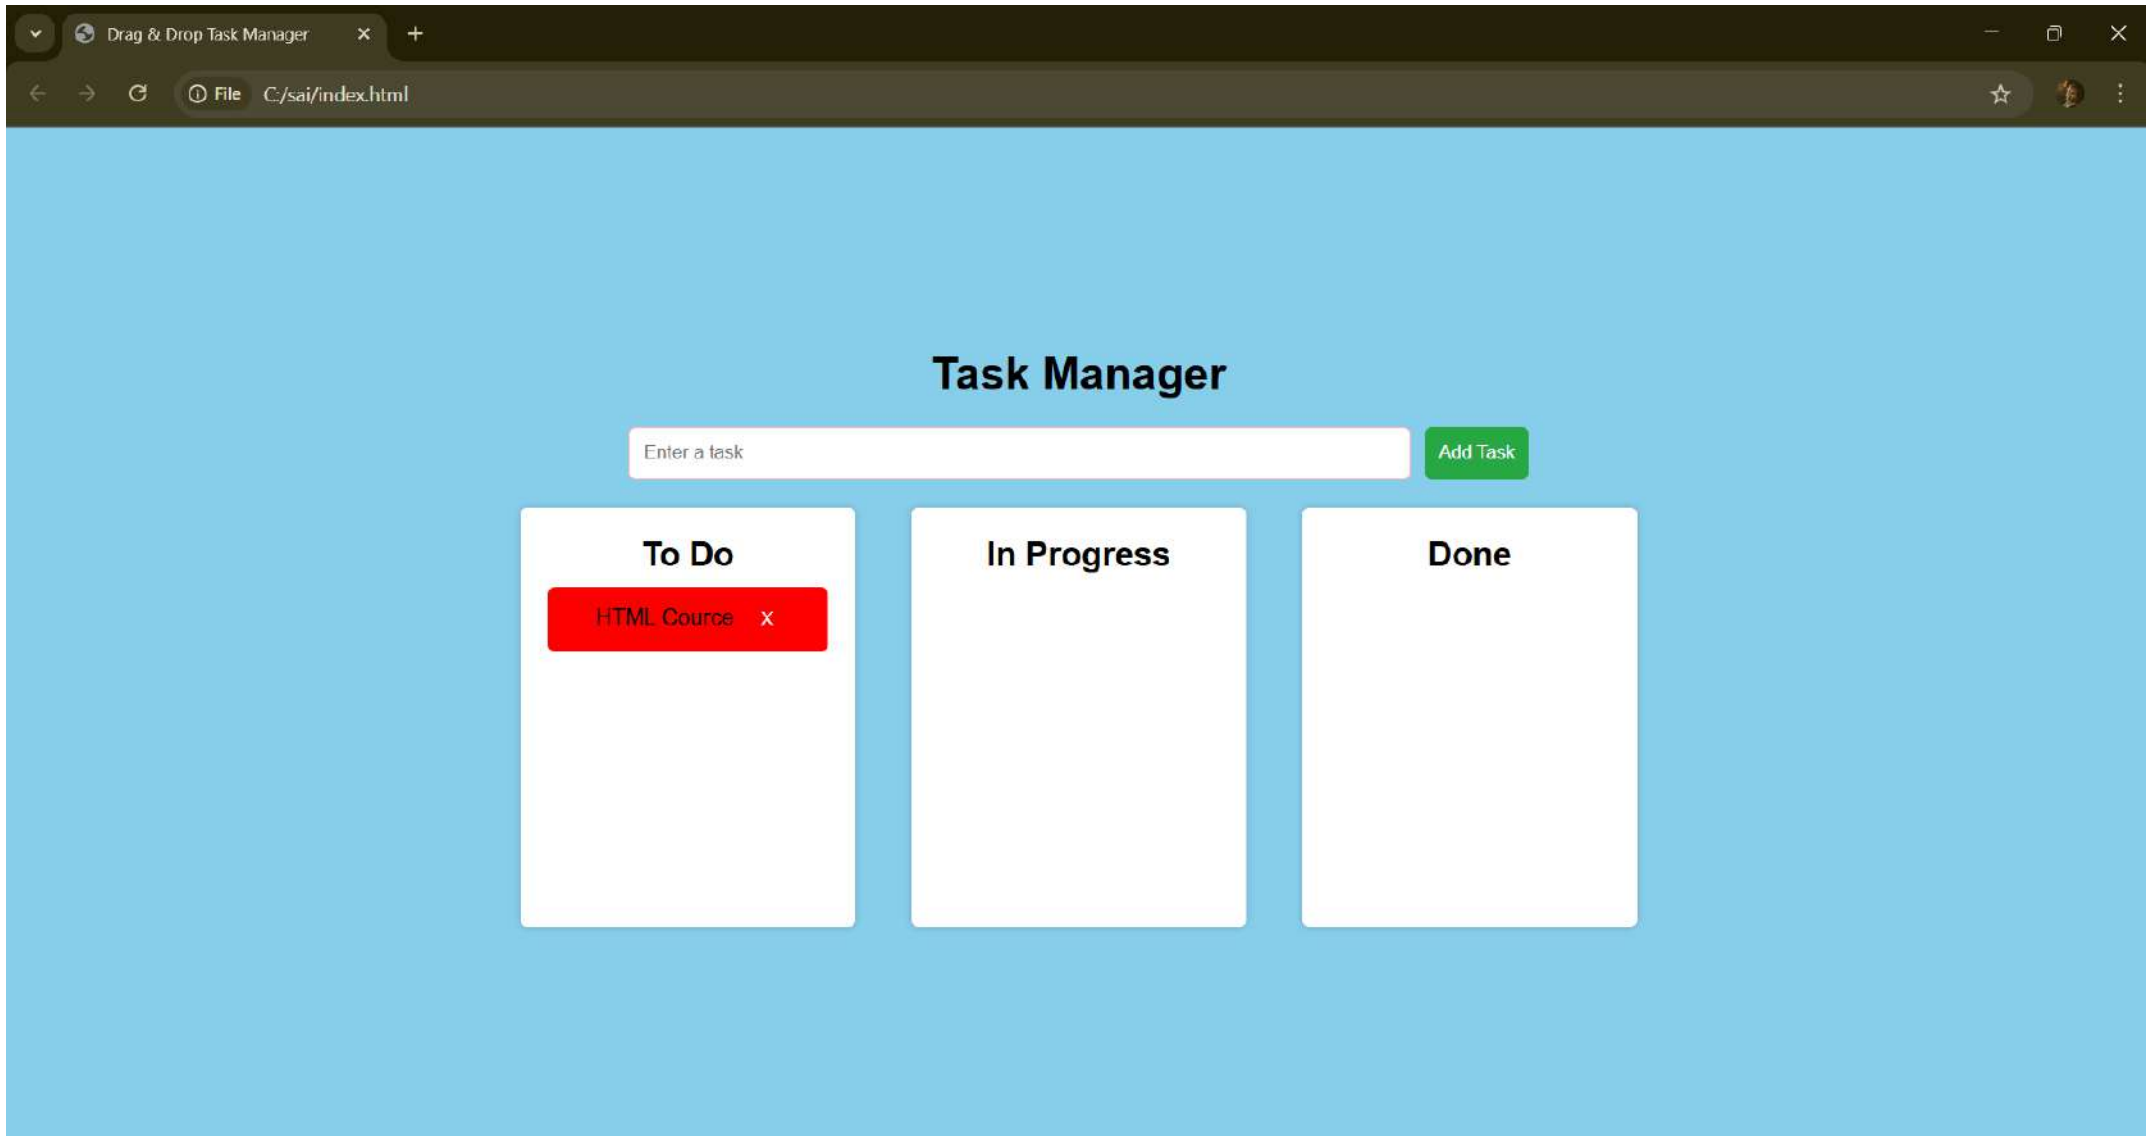 Drag & Drop Task Manager
File C:/sai/index.html
Task Manager
Enter a task
Add Task
To Do
In Progress
Done
HTML Cource X